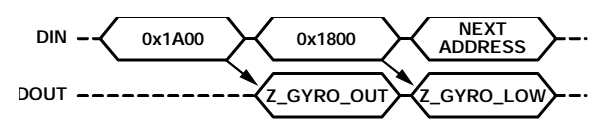 DIN 0x1A00 0x1800 NEXT
ADDRESS
DOUT Z_GYRO_OUT Z_GYRO_LOW